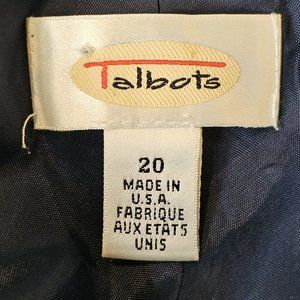 Talbots
20
MADE IN
U.S.A.
FABRIQUE
AUX ETATS
UNIS